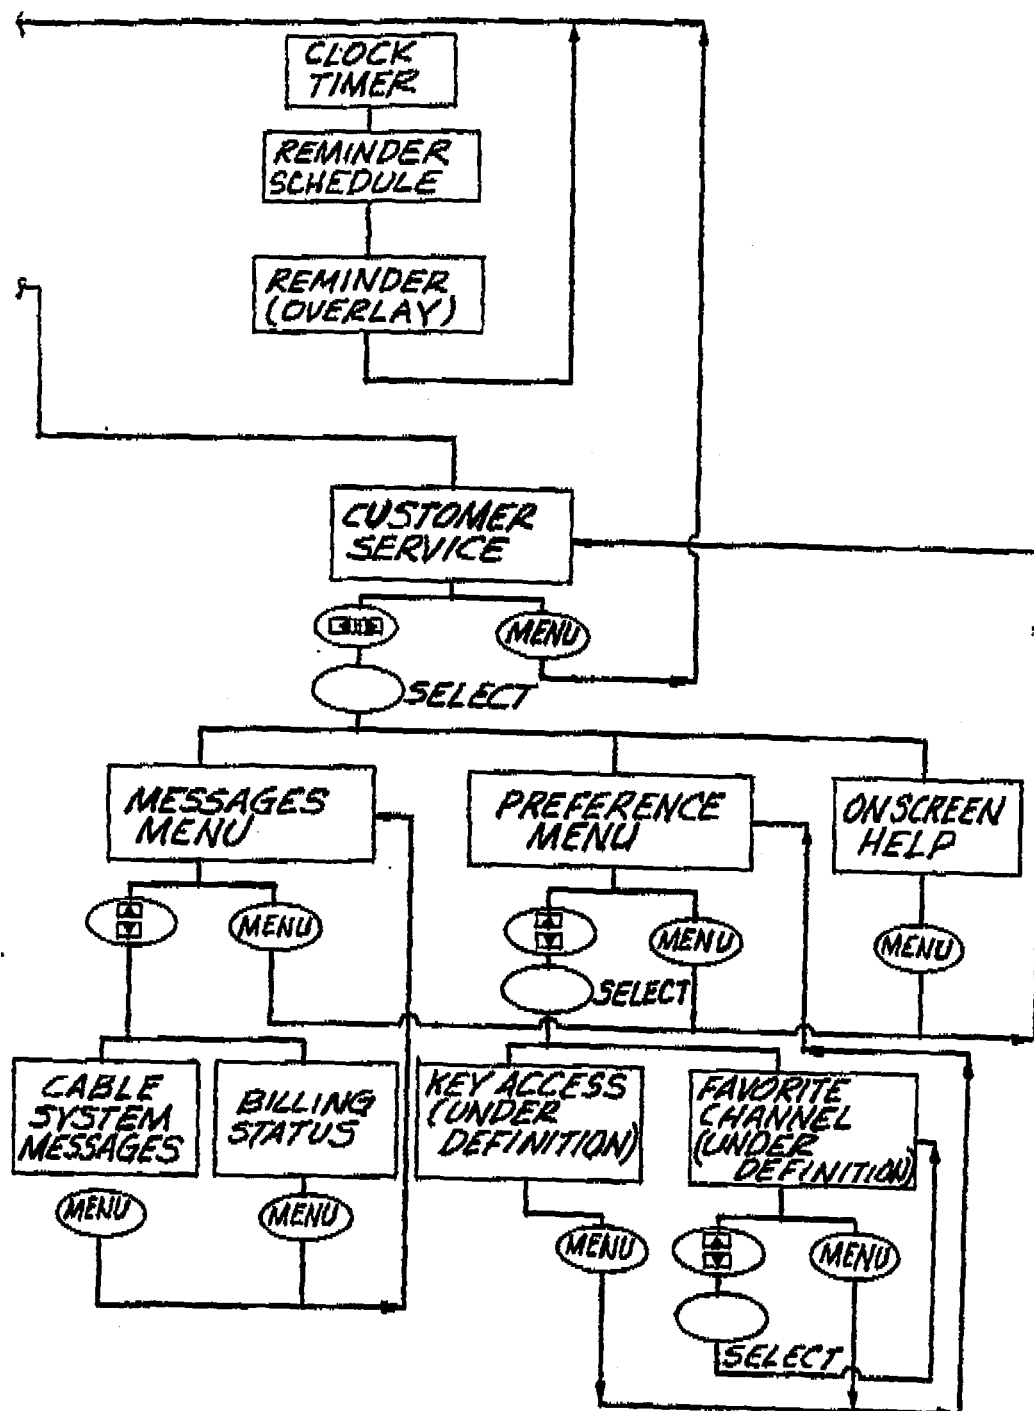 CLOCK
TIMER
REMINDER
SCHEDULE
REMINDER
(OVERLAY)
CUSTOMER
SERVICE
MENU
SELECT
MESSAGES
MENU
PREFERENCE
MENU
ON SCREEN
HELP
MENU
MENU
MENU
SELECT
CABLE
SYSTEM
MESSAGES
BILLING
STATUS
KEY ACCESS
(UNDER
DEFINITION)
FAVORITE
CHANNEL
(UNDER
DEFINITION)
MENU
MENU
MENU
MENU
SELECT